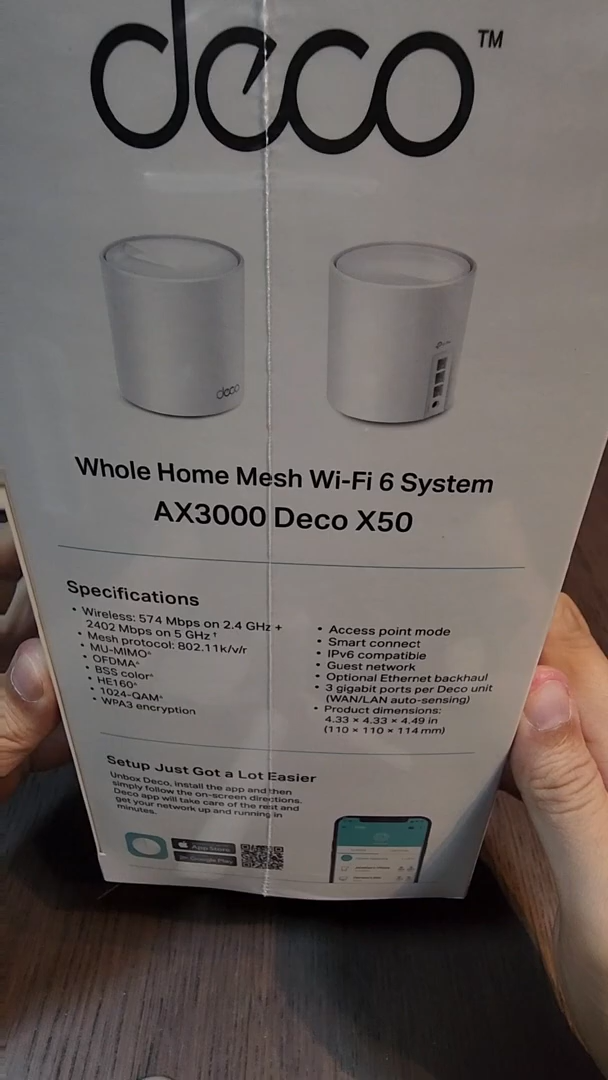 deco™
deco
Whole Home Mesh Wi-Fi 6 System
AX3000 Deco X50
Specifications
• Wireless: 574 Mbps on 2.4 GHz +
2402 Mbps on 5 GHz†
• Mesh protocol: 802.11k/v/r
• MU-MIMO^
• OFDMA^
• BSS color^
• HE160^
• 1024-QAM^
• WPA3 encryption
• Access point mode
• Smart connect
• IPv6 compatible
• Guest network
• Optional Ethernet backhaul
• 3 gigabit ports per Deco unit
(WAN/LAN auto-sensing)
• Product dimensions:
4.33 × 4.33 × 4.49 in
(110 × 110 × 114 mm)
Setup Just Got a Lot Easier
Unbox Deco, install the app and then
simply follow the on-screen directions.
Deco app will take care of the rest and
get your network up and running in
minutes.
App Store
Google Play